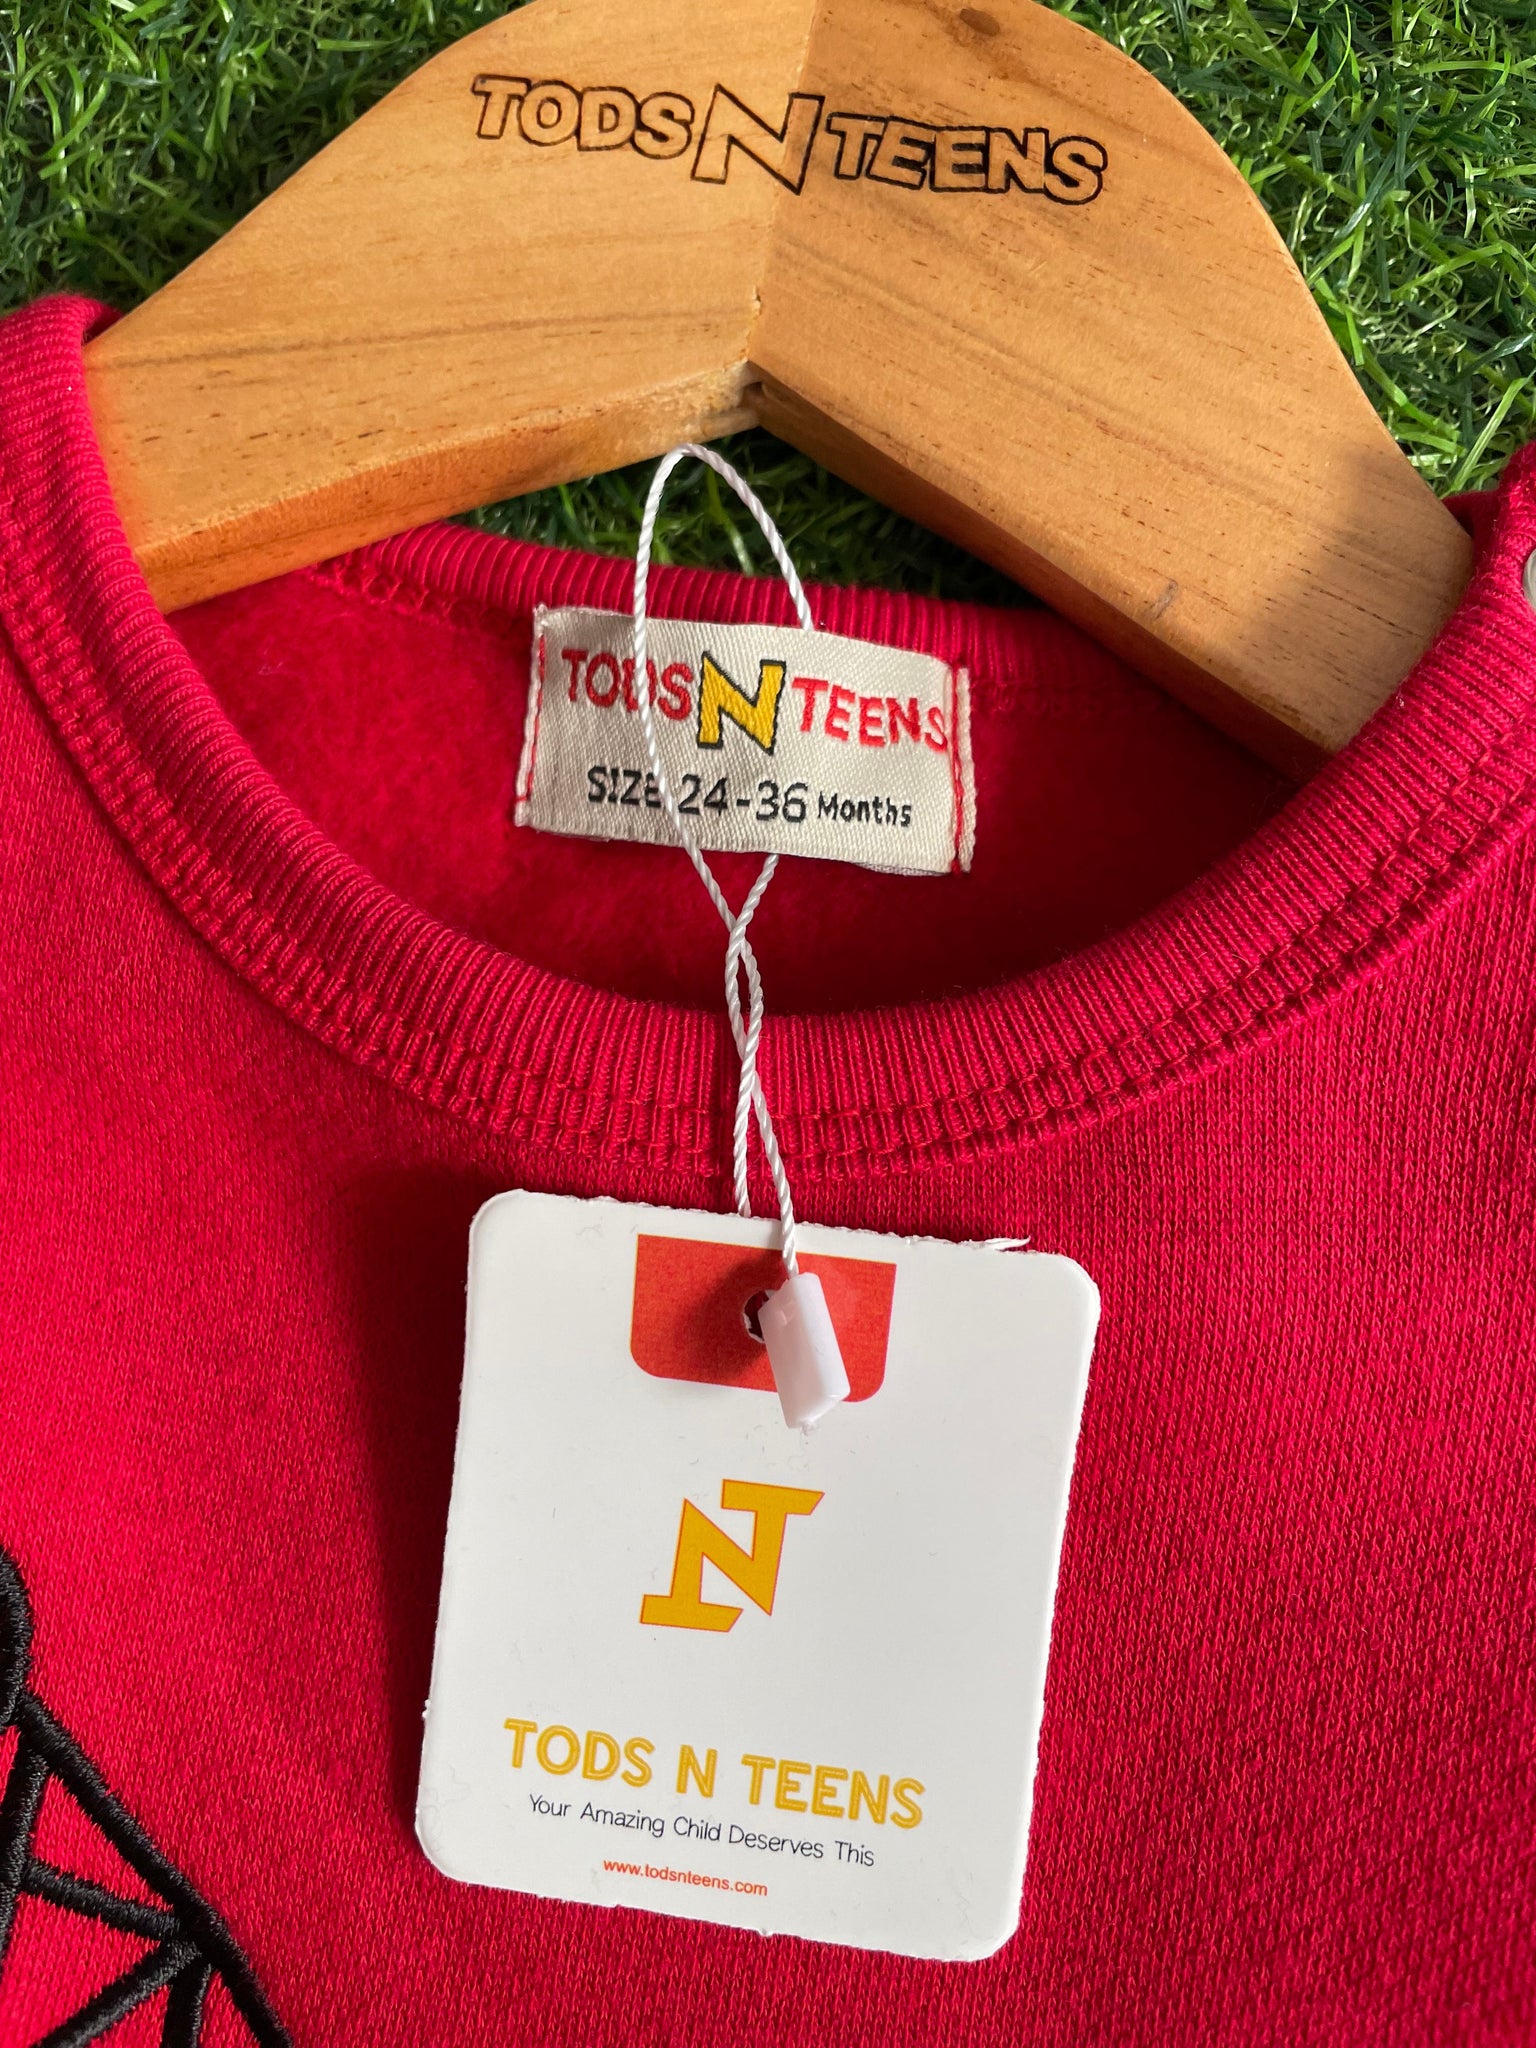 TODS N TEENS
TODS N TEENS
SIZE 24-36 Months
N
TODS N TEENS
Your Amazing Child Deserves This
www.todsnteens.com